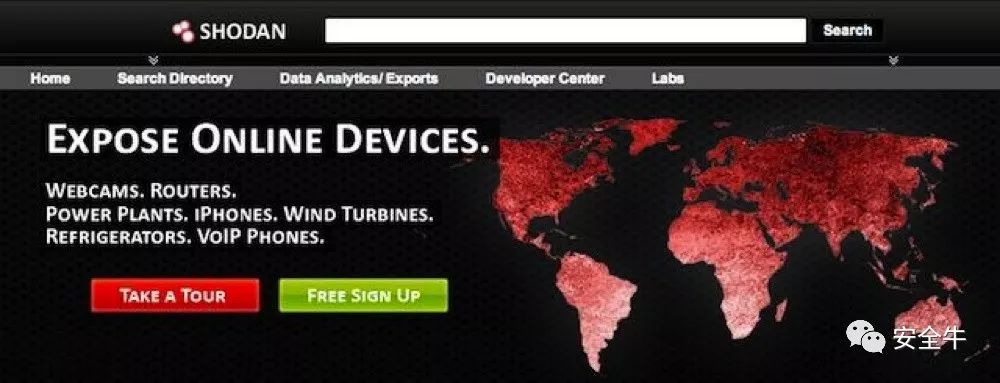 SHODAN
Search
Home Search Directory Data Analytics/Exports Developer Center Labs
EXPOSE ONLINE DEVICES.
WEBCAMS. ROUTERS.
POWER PLANTS. IPHONES. WIND TURBINES.
REFRIGERATORS. VOIP PHONES.
TAKE A TOUR FREE SIGN UP
安全牛